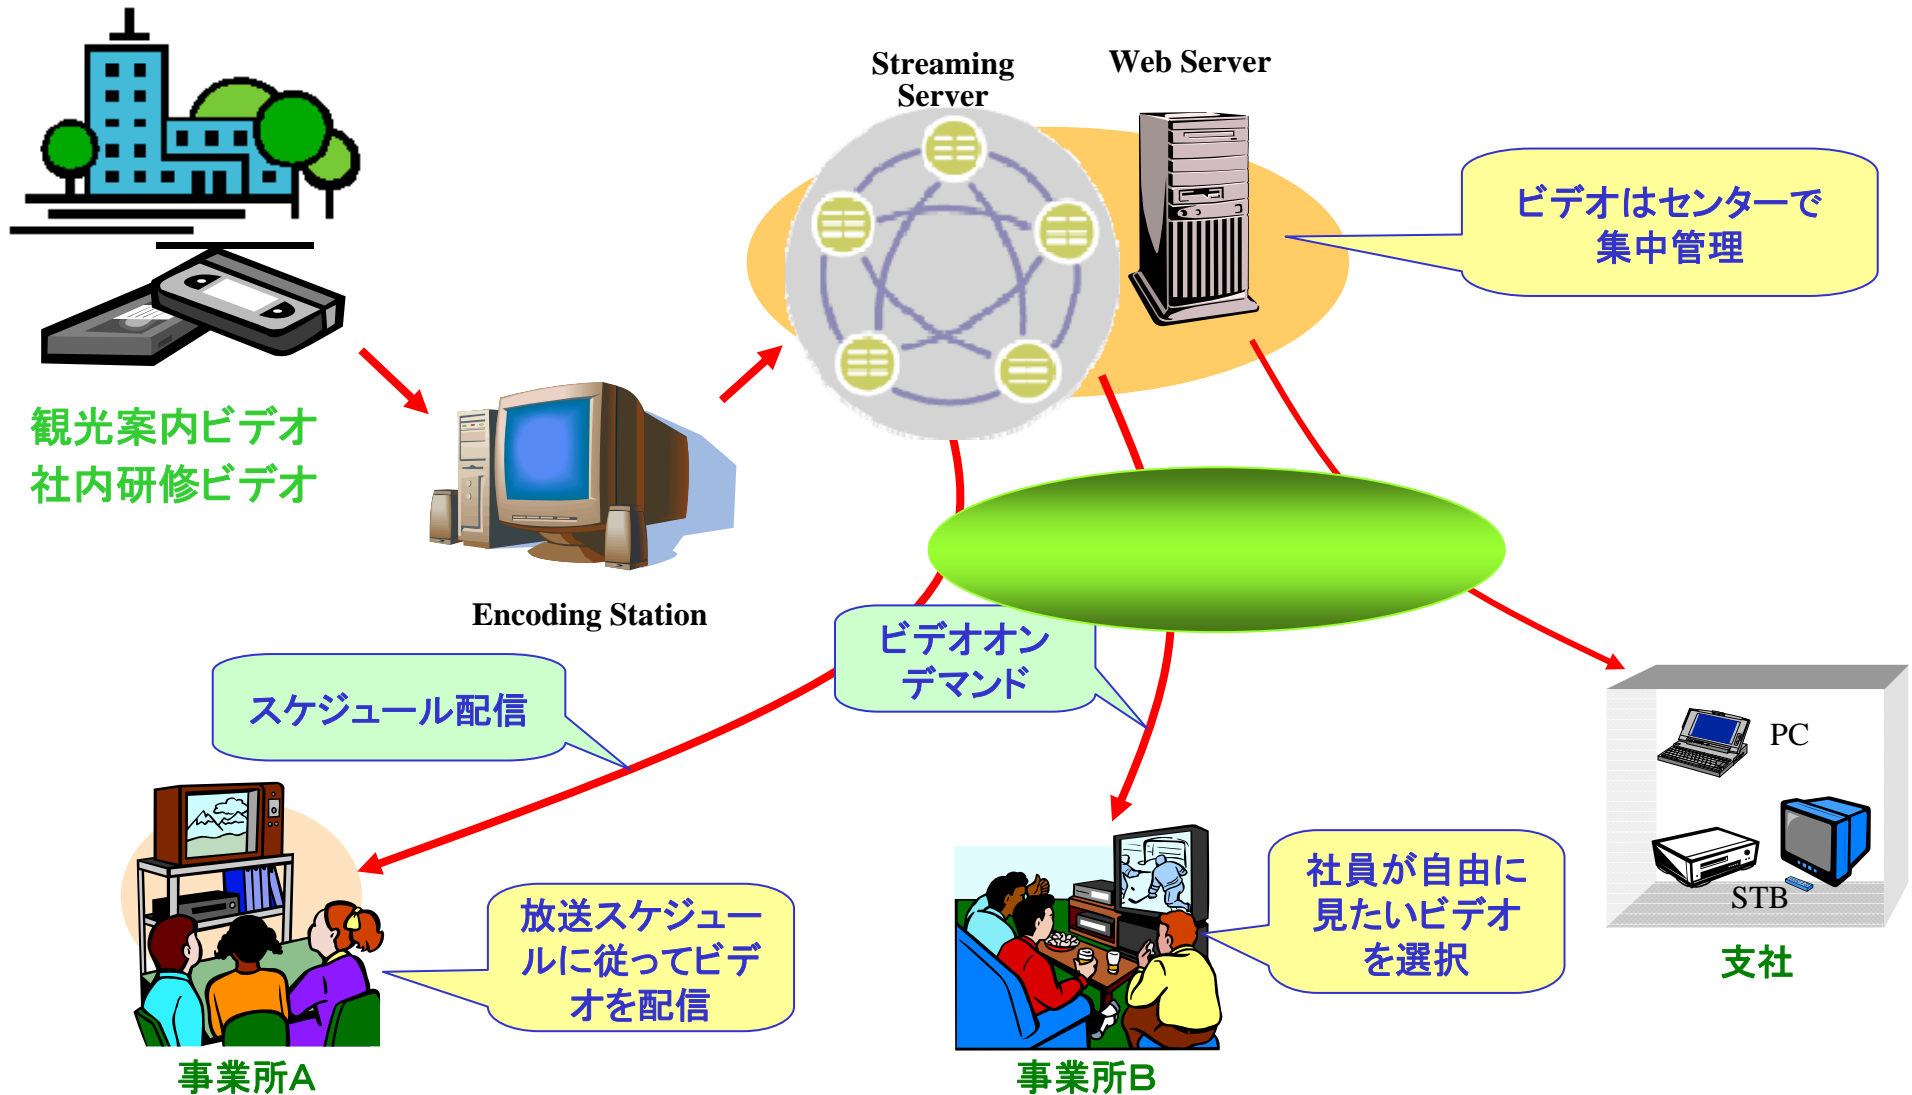 Streaming
Server
Web Server
ビデオはセンターで
集中管理
観光案内ビデオ
社内研修ビデオ
Encoding Station
ビデオオン
デマンド
スケジュール配信
PC
STB
支社
放送スケジュー
ルに従ってビデ
オを配信
社員が自由に
見たいビデオ
を選択
事業所A
事業所B